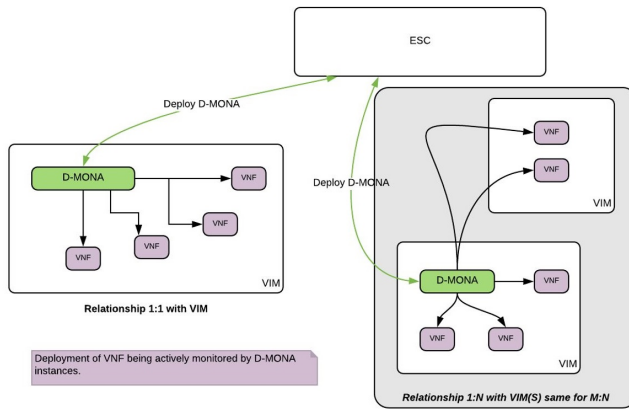 ESC
Deploy D-MONA
D-MONA
VNF
VNF
VNF
VNF
VIM
Relationship 1:1 with VIM
Deployment of VNF being actively monitored by D-MONA
instances.
Deploy D-MONA
VNF
VNF
VIM
D-MONA
VNF
VNF
VNF
VIM
Relationship 1:N with VIM(S) same for M:N